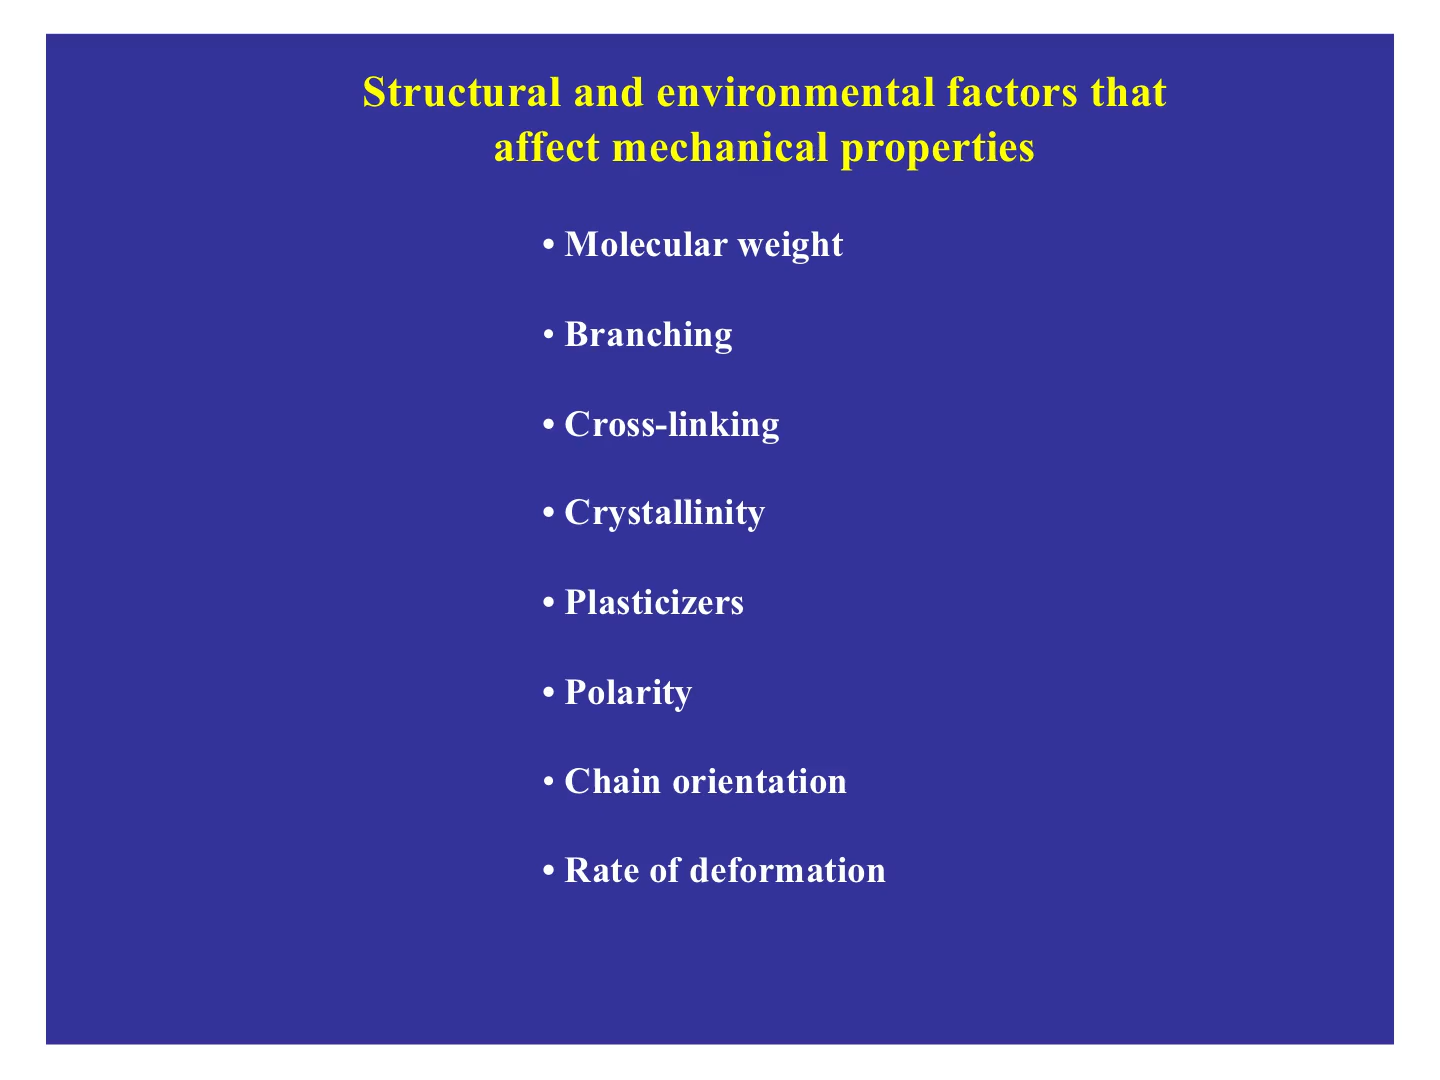 Structural and environmental factors that
affect mechanical properties
• Molecular weight
• Branching
• Cross-linking
• Crystallinity
• Plasticizers
• Polarity
• Chain orientation
• Rate of deformation